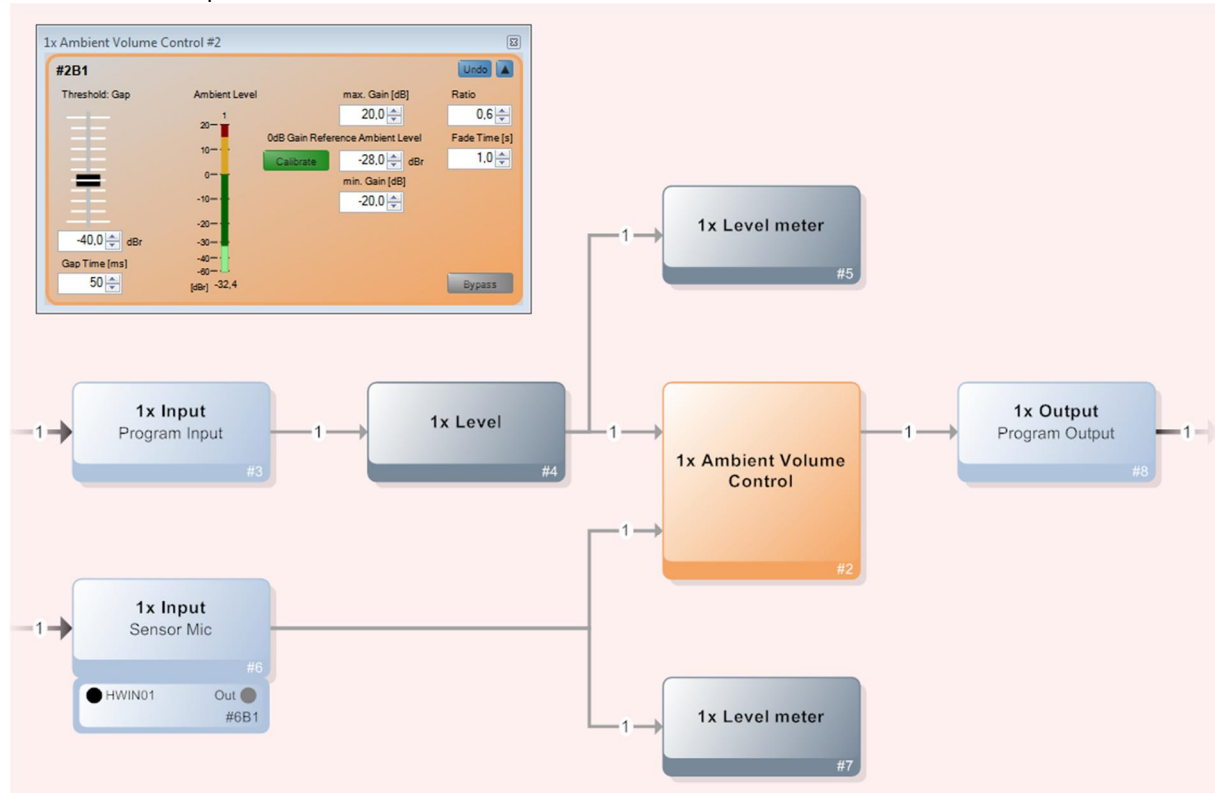 1x Ambient Volume Control #2
#2B1
Undo
Threshold: Gap
Ambient Level
max. Gain [dB]
Ratio
1
20,0
0,6
20
10
0
-10
-20
-30
-40
-60
0dB Gain Reference Ambient Level
Fade Time [s]
Calibrate
-28,0 dBr
1,0
min. Gain [dB]
-20,0
-40,0 dBr
Gap Time [ms]
50
[dBr] -32,4
Bypass
1x Level meter
#5
1
1
1x Input
Program Input
#3
1
1x Level
#4
1
1x Ambient Volume
Control
#2
1
1x Output
Program Output
#8
1
1
1
1x Input
Sensor Mic
#6
HWIN01 Out
#6B1
1
1x Level meter
#7